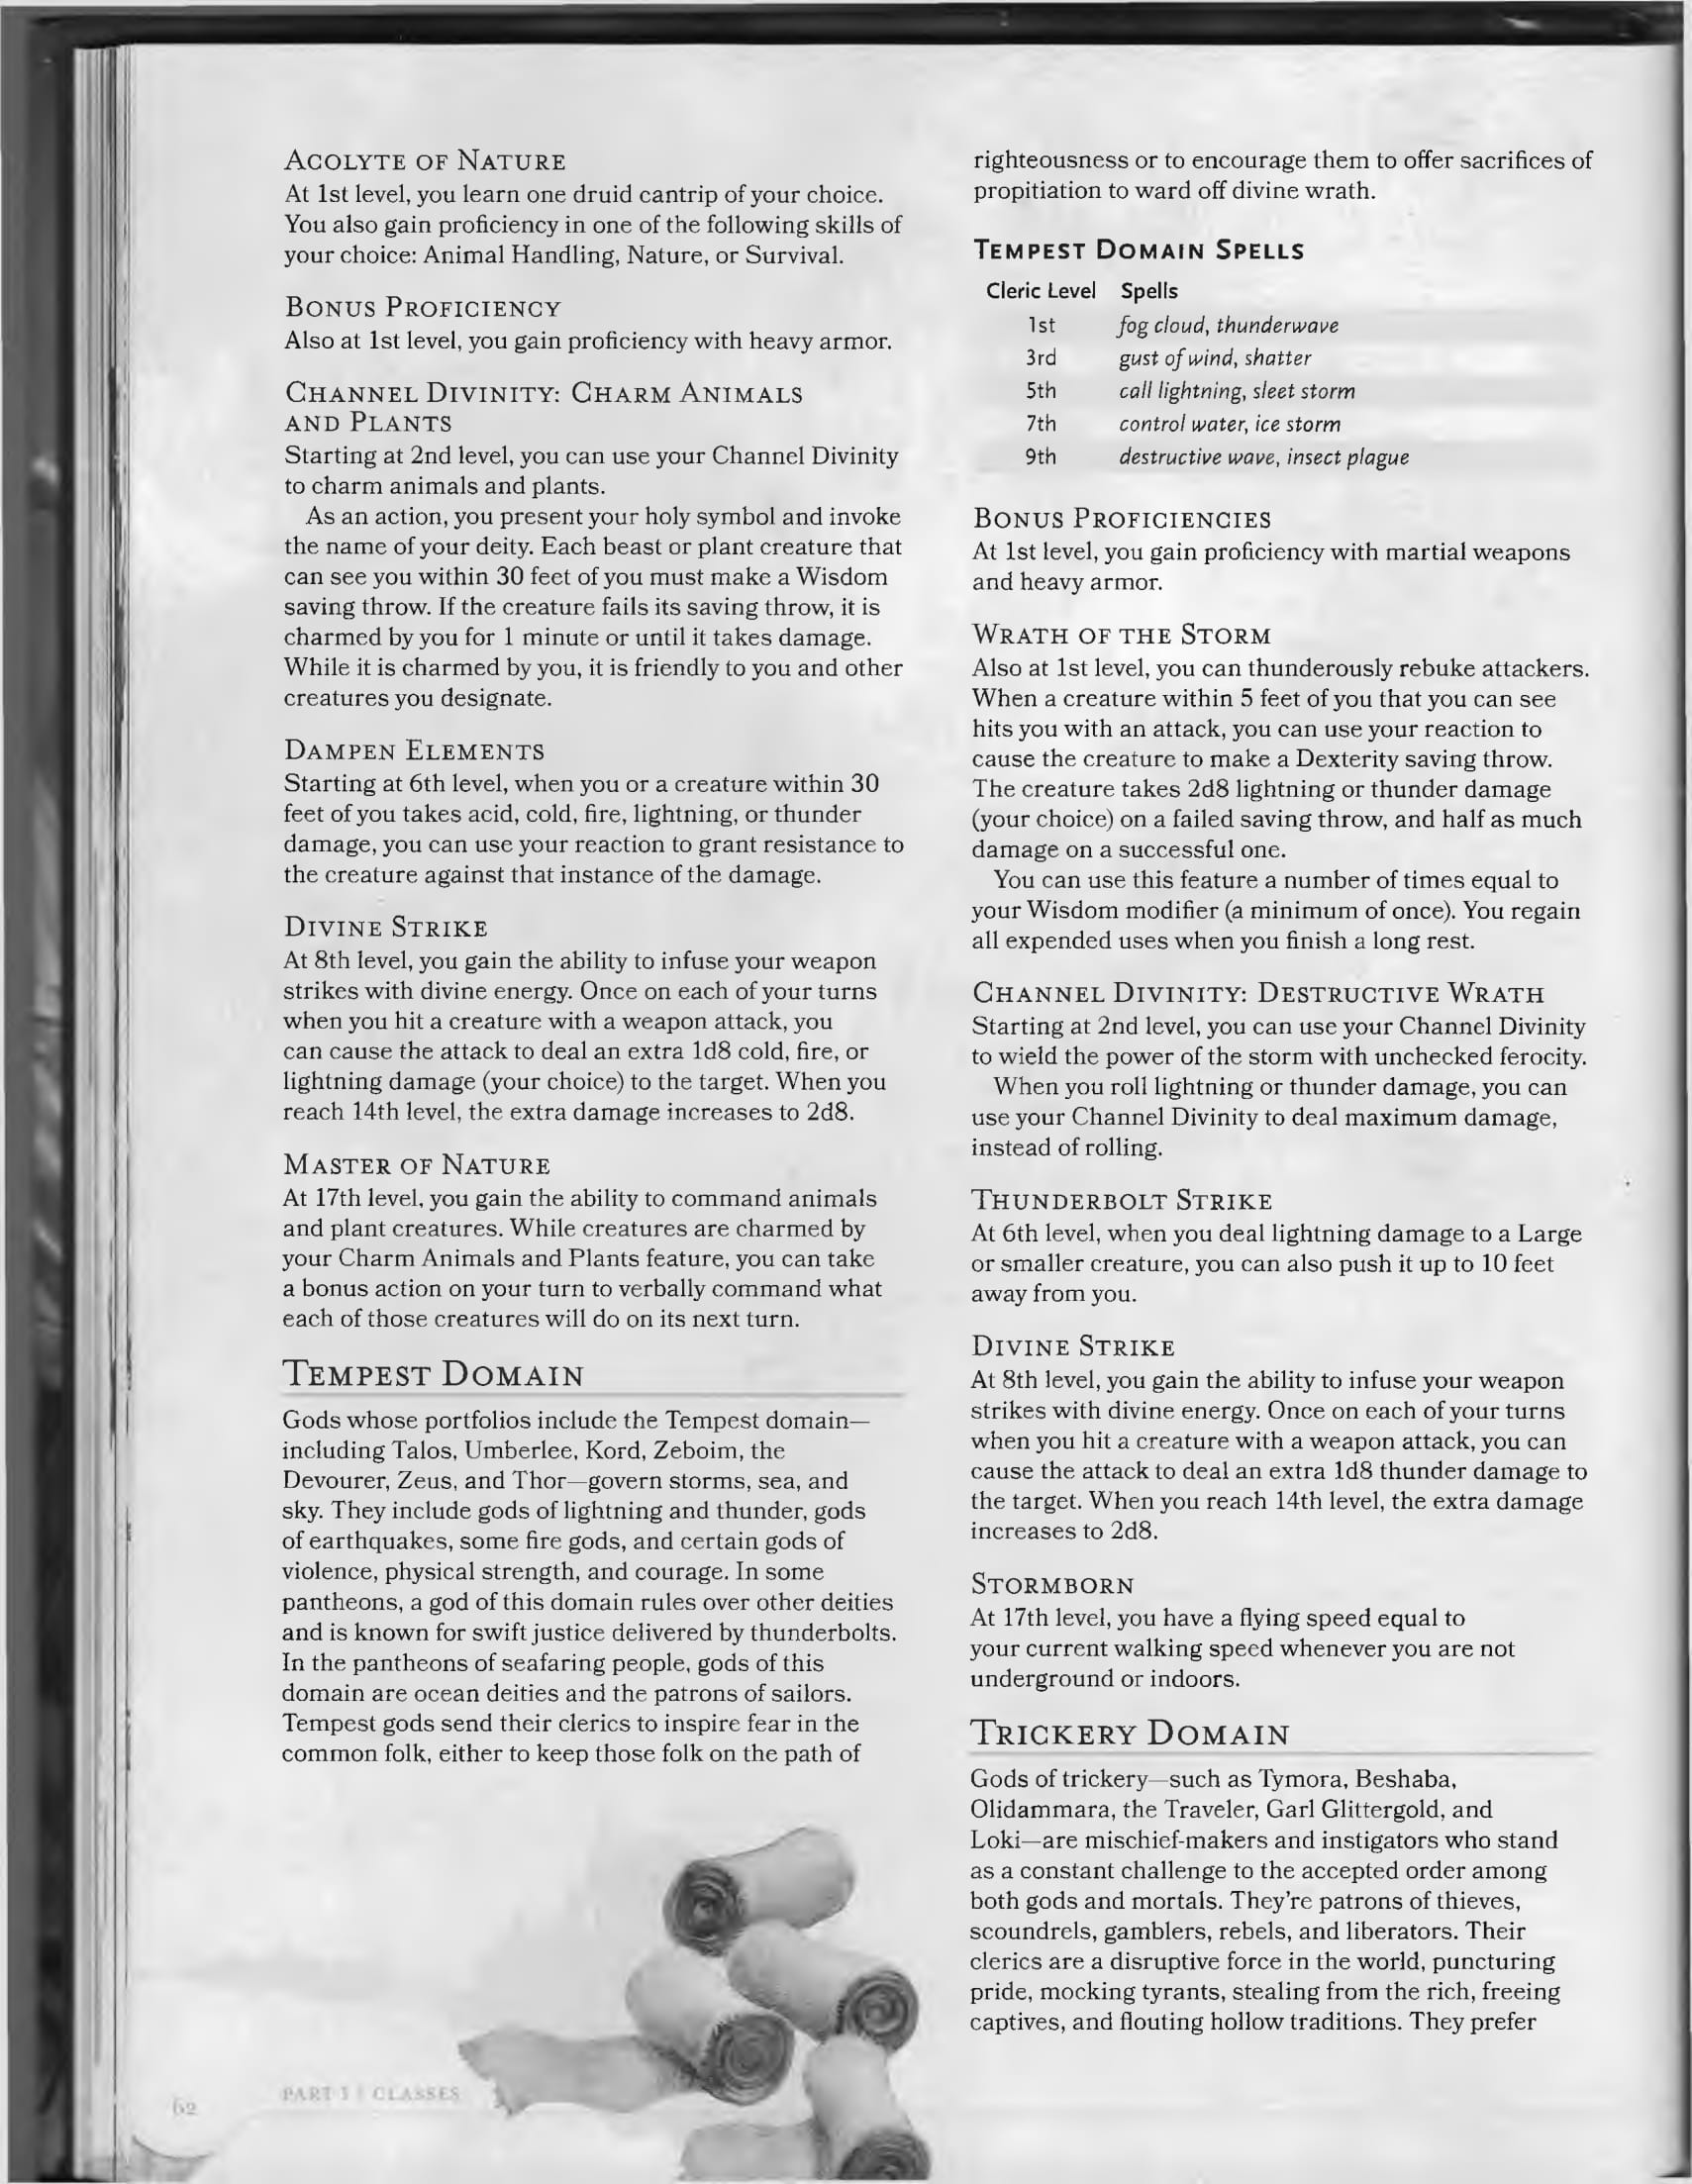 ACOLYTE OF NATURE
At 1st level, you learn one druid cantrip of your choice.
You also gain proficiency in one of the following skills of
your choice: Animal Handling, Nature, or Survival.
BONUS PROFICIENCY
Also at 1st level, you gain proficiency with heavy armor.
CHANNEL DIVINITY: CHARM ANIMALS
AND PLANTS
Starting at 2nd level, you can use your Channel Divinity
to charm animals and plants.
As an action, you present your holy symbol and invoke
the name of your deity. Each beast or plant creature that
can see you within 30 feet of you must make a Wisdom
saving throw. If the creature fails its saving throw, it is
charmed by you for 1 minute or until it takes damage.
While it is charmed by you, it is friendly to you and other
creatures you designate.
DAMPEN ELEMENTS
Starting at 6th level, when you or a creature within 30
feet of you takes acid, cold, fire, lightning, or thunder
damage, you can use your reaction to grant resistance to
the creature against that instance of the damage.
DIVINE STRIKE
At 8th level, you gain the ability to infuse your weapon
strikes with divine energy. Once on each of your turns
when you hit a creature with a weapon attack, you
can cause the attack to deal an extra 1d8 cold, fire, or
lightning damage (your choice) to the target. When you
reach 14th level, the extra damage increases to 2d8.
MASTER OF NATURE
At 17th level, you gain the ability to command animals
and plant creatures. While creatures are charmed by
your Charm Animals and Plants feature, you can take
a bonus action on your turn to verbally command what
each of those creatures will do on its next turn.
TEMPEST DOMAIN
Gods whose portfolios include the Tempest domain—
including Talos, Umberlee, Kord, Zeboim, the
Devourer, Zeus, and Thor—govern storms, sea, and
sky. They include gods of lightning and thunder, gods
of earthquakes, some fire gods, and certain gods of
violence, physical strength, and courage. In some
pantheons, a god of this domain rules over other deities
and is known for swift justice delivered by thunderbolts.
In the pantheons of seafaring people, gods of this
domain are ocean deities and the patrons of sailors.
Tempest gods send their clerics to inspire fear in the
common folk, either to keep those folk on the path of
righteousness or to encourage them to offer sacrifices of
propitiation to ward off divine wrath.
TEMPEST DOMAIN SPELLS
Cleric Level Spells
1st fog cloud, thunderwave
3rd gust of wind, shatter
5th call lightning, sleet storm
7th control water, ice storm
9th destructive wave, insect plague
BONUS PROFICIENCIES
At 1st level, you gain proficiency with martial weapons
and heavy armor.
WRATH OF THE STORM
Also at 1st level, you can thunderously rebuke attackers.
When a creature within 5 feet of you that you can see
hits you with an attack, you can use your reaction to
cause the creature to make a Dexterity saving throw.
The creature takes 2d8 lightning or thunder damage
(your choice) on a failed saving throw, and half as much
damage on a successful one.
You can use this feature a number of times equal to
your Wisdom modifier (a minimum of once). You regain
all expended uses when you finish a long rest.
CHANNEL DIVINITY: DESTRUCTIVE WRATH
Starting at 2nd level, you can use your Channel Divinity
to wield the power of the storm with unchecked ferocity.
When you roll lightning or thunder damage, you can
use your Channel Divinity to deal maximum damage,
instead of rolling.
THUNDERBOLT STRIKE
At 6th level, when you deal lightning damage to a Large
or smaller creature, you can also push it up to 10 feet
away from you.
DIVINE STRIKE
At 8th level, you gain the ability to infuse your weapon
strikes with divine energy. Once on each of your turns
when you hit a creature with a weapon attack, you can
cause the attack to deal an extra 1d8 thunder damage to
the target. When you reach 14th level, the extra damage
increases to 2d8.
STORMBORN
At 17th level, you have a flying speed equal to
your current walking speed whenever you are not
underground or indoors.
TRICKERY DOMAIN
Gods of trickery—such as Tymora, Beshaba,
Olidammara, the Traveler, Garl Glittergold, and
Loki—are mischief-makers and instigators who stand
as a constant challenge to the accepted order among
both gods and mortals. They're patrons of thieves,
scoundrels, gamblers, rebels, and liberators. Their
clerics are a disruptive force in the world, puncturing
pride, mocking tyrants, stealing from the rich, freeing
captives, and flouting hollow traditions. They prefer
PART 1 | CLASSES
62